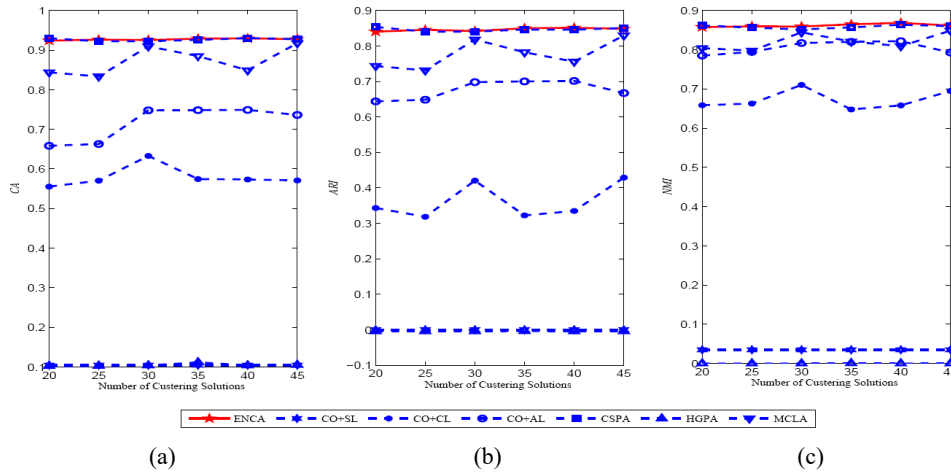 1
0.9
0.8
0.7
0.6
0.5
0.4
0.3
0.2
0.1
CA
20 25 30 35 40 45
Number of Custering Solutions
0.9
0.8
0.7
0.6
0.5
0.4
0.3
0.2
0.1
0
−0.1
ARI
20 25 30 35 40 45
Number of Custering Solutions
0.9
0.8
0.7
0.6
0.5
0.4
0.3
0.2
0.1
0
NMI
20 25 30 35 40 4
Number of Custering Solutions
ENCA CO+SL CO+CL CO+AL CSPA HGPA MCLA
(a) (b) (c)